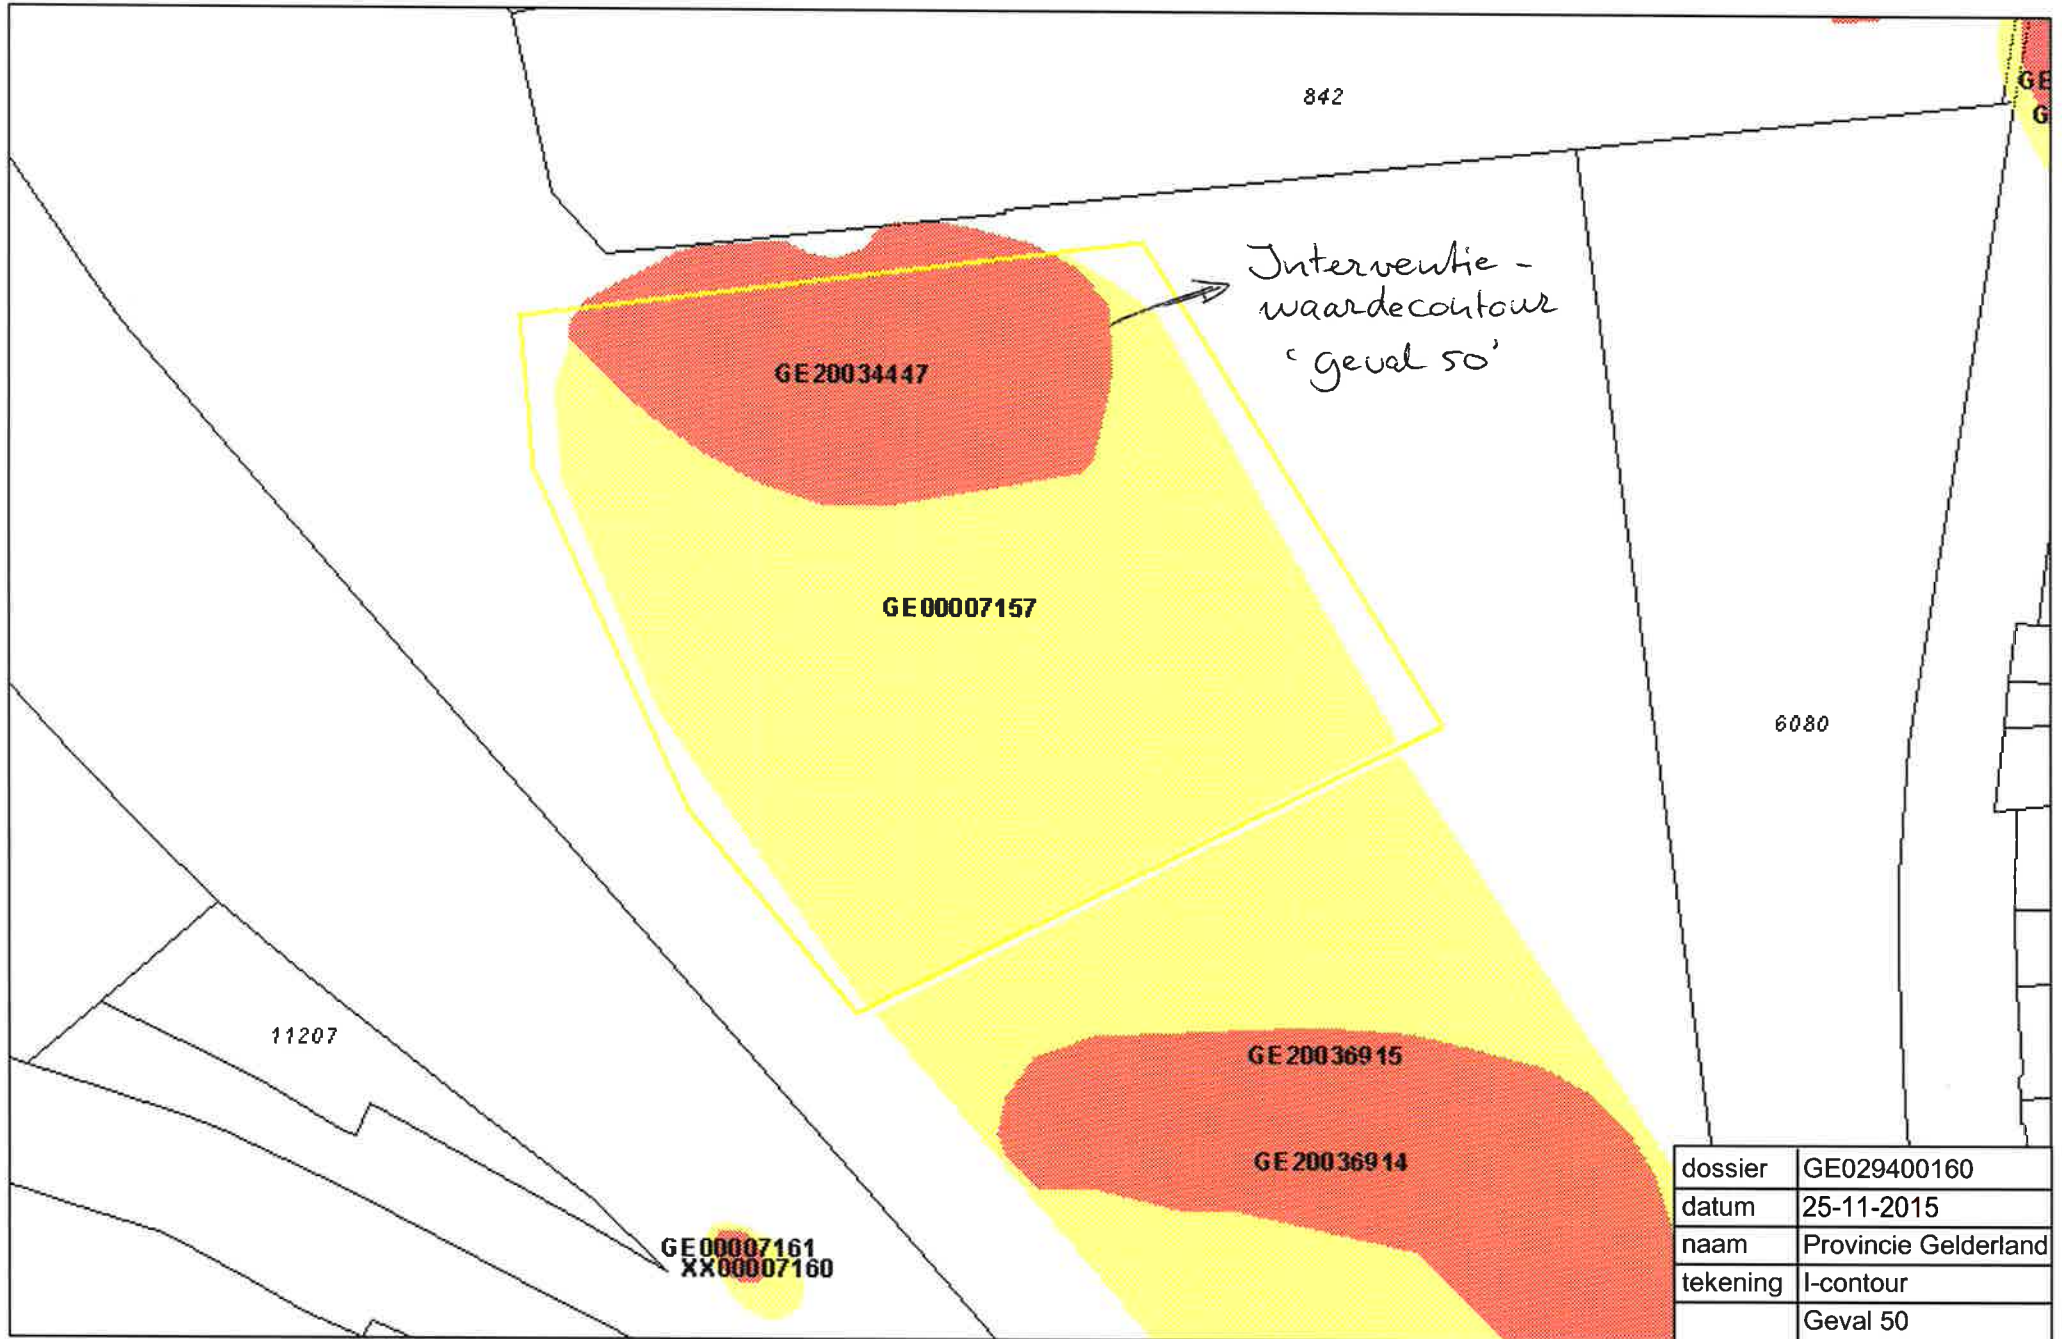 842
GE
G
Interventie -
waardecontour
‘geval 50’
GE20034447
GE00007157
6080
11207
GE20036915
GE20036914
GE00007161
XX00007160
dossier GE029400160
datum 25-11-2015
naam Provincie Gelderland
tekening I-contour
Geval 50